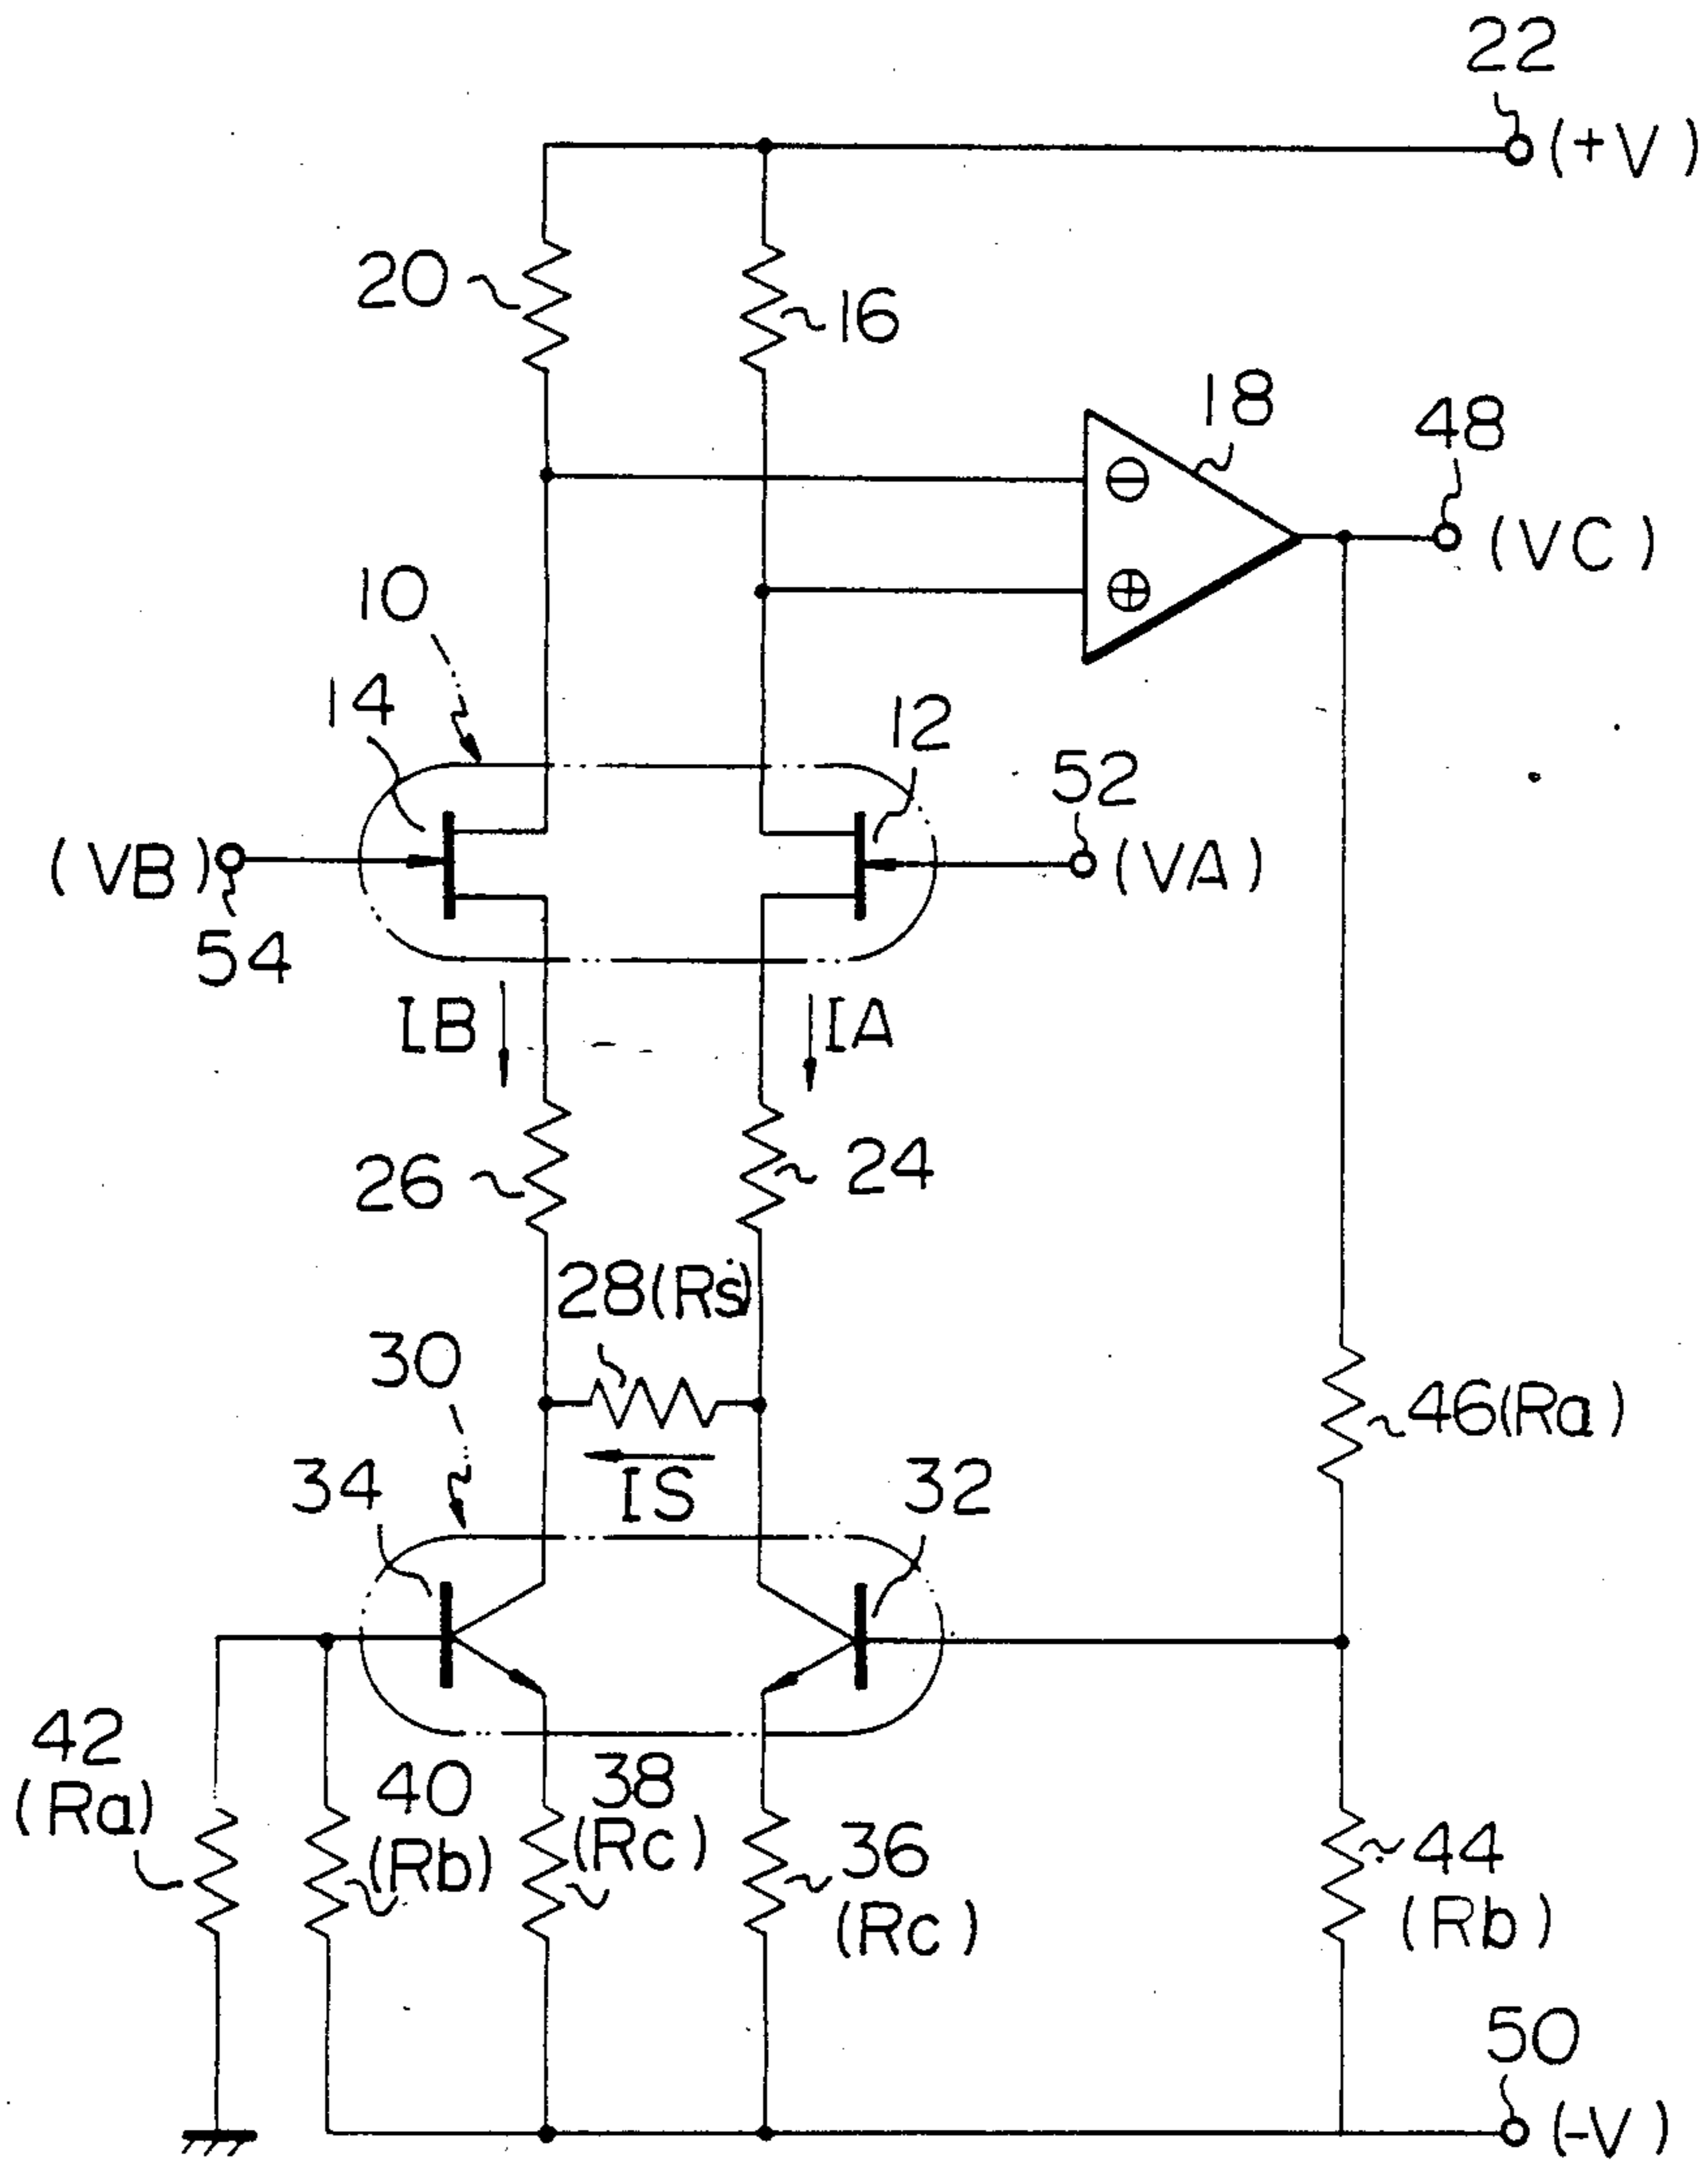 22
(+V)
20
16
18
48
(VC)
⊖
⊕
10
14
12
52
(VB)
(VA)
54
IB
IA
26
24
28(Rs)
30
46(Ra)
IS
34
32
42
(Ra)
40
(Rb)
38
(Rc)
36
(Rc)
44
(Rb)
50
(-V)